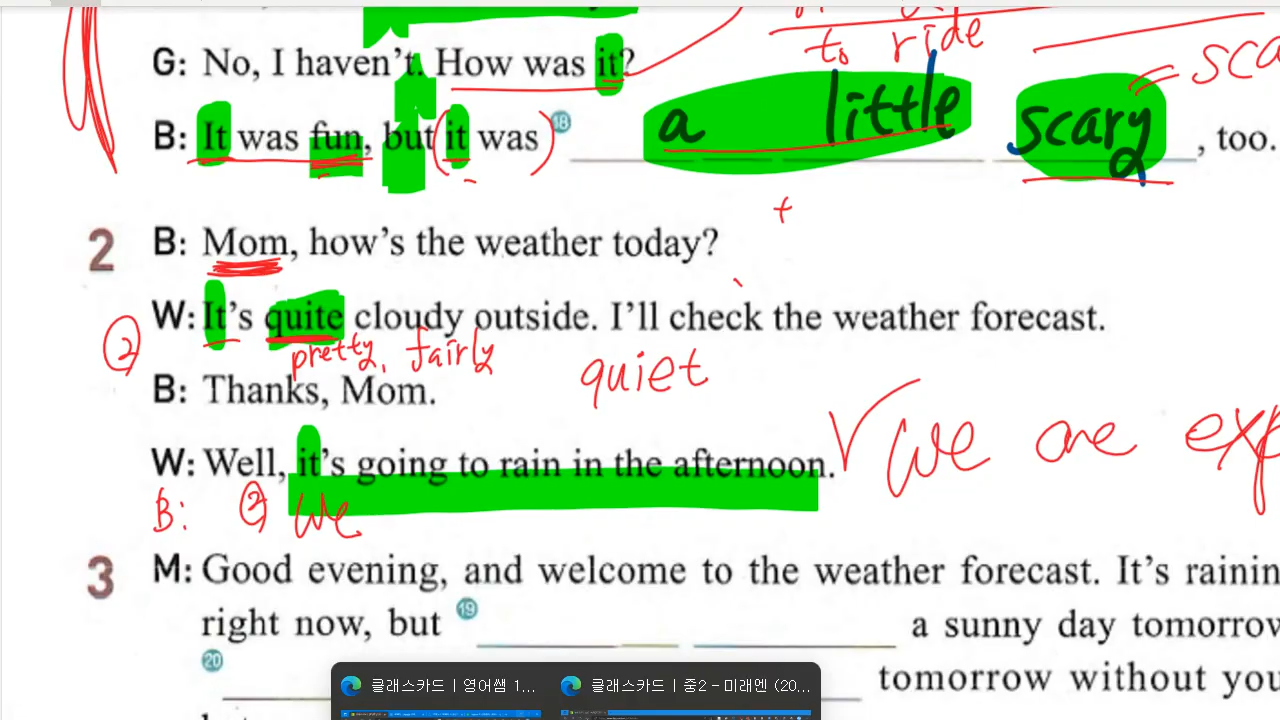 to ride
G: No, I haven't. How was it?
B: It was fun, but (it was) 18 a little scary, too.
+
2 B: Mom, how's the weather today?
W: It's quite cloudy outside. I'll check the weather forecast.
2 pretty, fairly quiet
B: Thanks, Mom.
We are exp
W: Well, it's going to rain in the afternoon.
B: 2 We
3 M: Good evening, and welcome to the weather forecast. It's rainin
right now, but 19 a sunny day tomorrow
20 tomorrow without you
클래스카드 | 영어쌤 1... 클래스카드 | 중2 - 미래엔 (20...